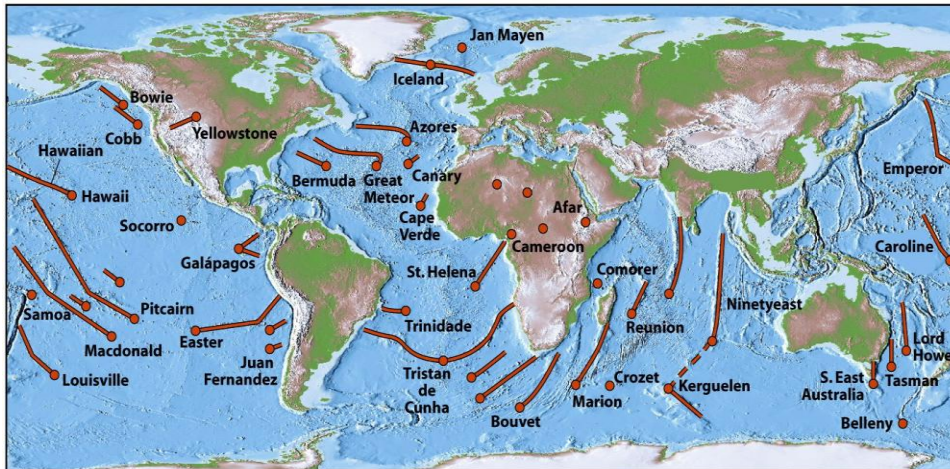 Jan Mayen
Iceland
Bowie
Cobb
Yellowstone
Azores
Hawaiian
Hawaii
Bermuda
Great
Meteor
Canary
Emperor
Socorro
Cape
Verde
Afar
Cameroon
Caroline
Galápagos
St. Helena
Comorer
Samoa
Pitcairn
Macdonald
Easter
Trinidade
Reunion
Ninetyeast
Louisville
Juan
Fernandez
Tristan
de
Cunha
Bouvet
Marion
Crozet
Kerguelen
S. East
Australia
Tasman
Lord
Howe
Belleny